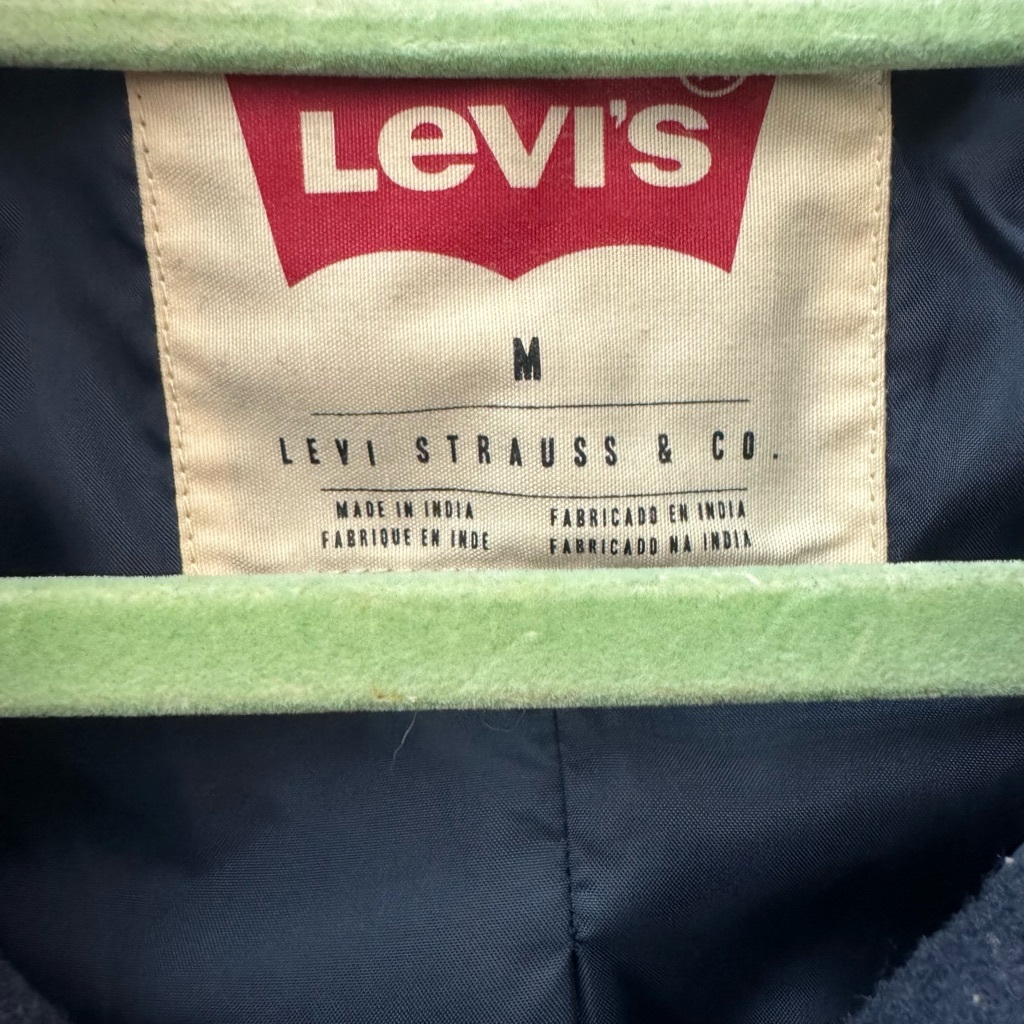 LEVI'S
M
LEVI STRAUSS & CO.
MADE IN INDIA
FABRIQUE EN INDE
FABRICADO EN INDIA
FABRICADO NA INDIA